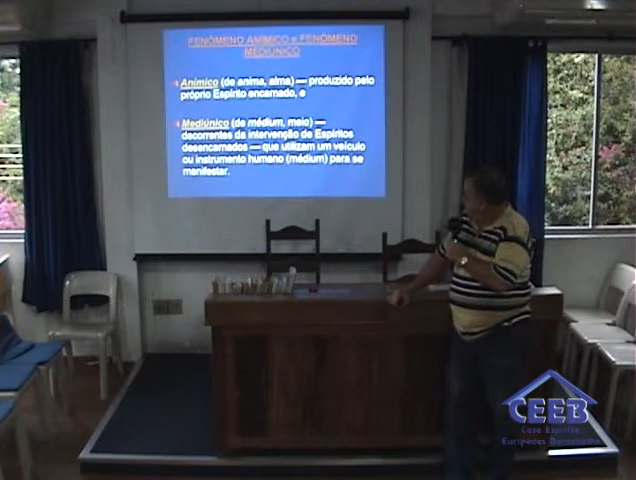 FENÔMENO ANÍMICO e FENÔMENO
MEDIÚNICO
Anímico (de anima, alma) — produzido pelo
próprio Espírito encarnado, e
Mediúnico (de médium, meio) —
decorrentes da intervenção de Espíritos
desencarnados — que utilizam um veículo
ou instrumento humano (médium) para se
manifestar.
CEEB
Casa Espírita
Eurípedes Barsanulfo